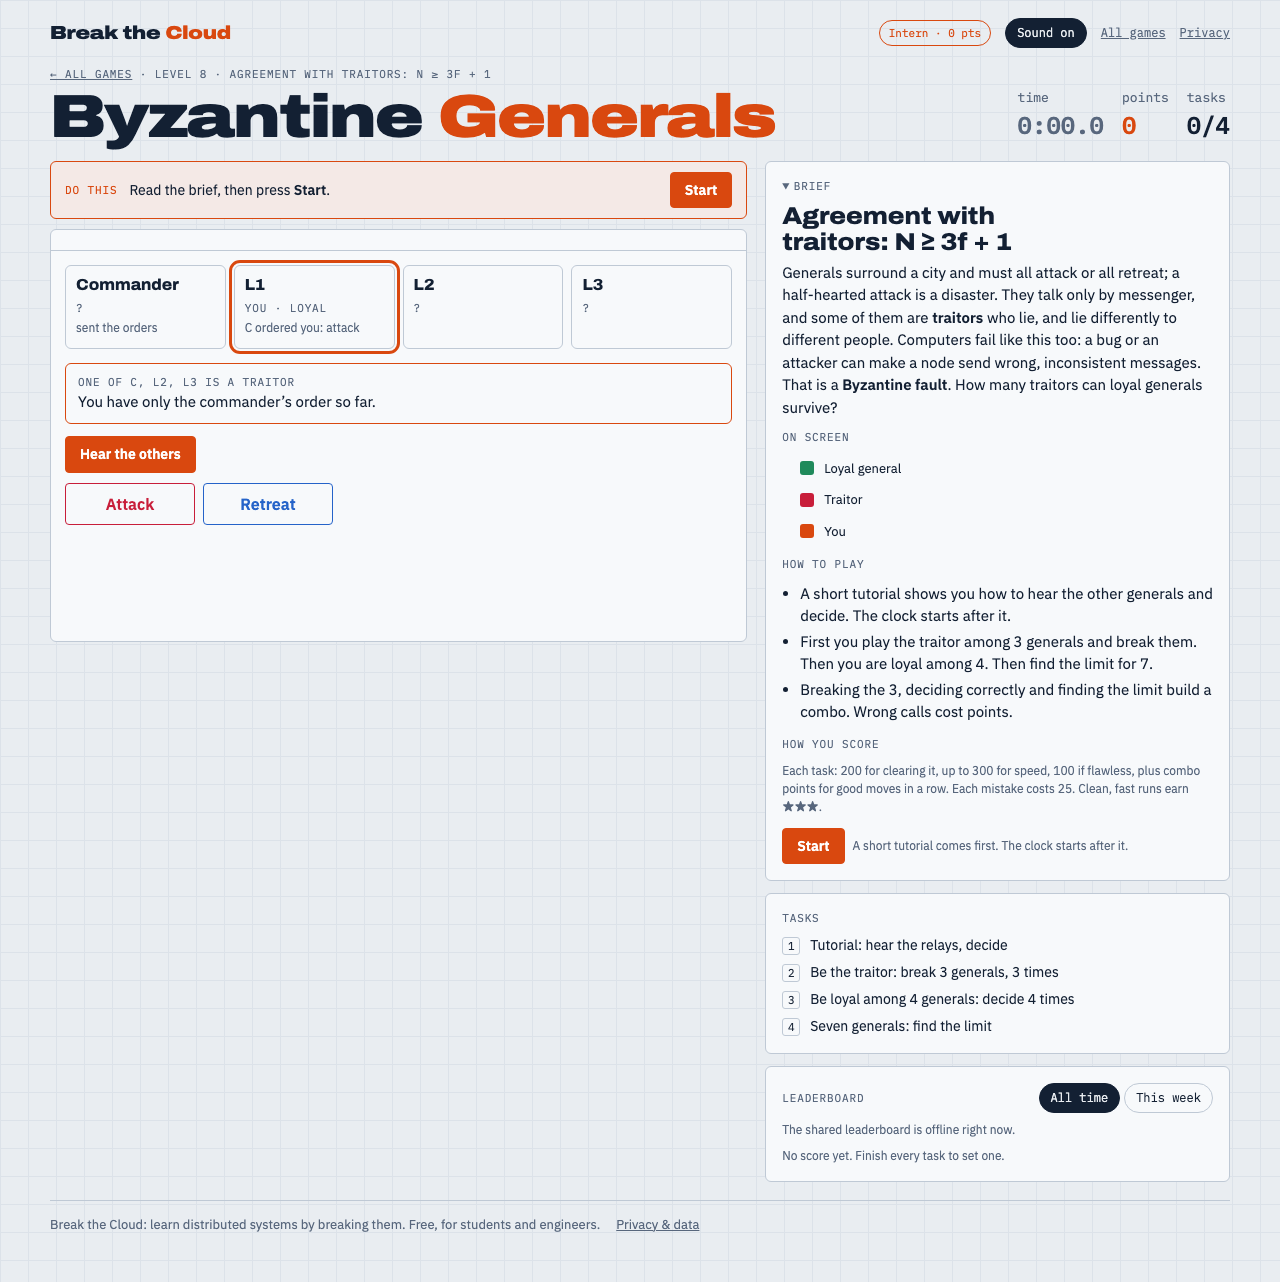 Break the Cloud
Intern · 0 pts
Sound on
All games
Privacy
← ALL GAMES · LEVEL 8 · AGREEMENT WITH TRAITORS: N ≥ 3F + 1
Byzantine Generals
time
0:00.0
points
0
tasks
0/4
DO THIS Read the brief, then press Start.
Start
Commander
?
sent the orders
L1
YOU · LOYAL
C ordered you: attack
L2
?
L3
?
ONE OF C, L2, L3 IS A TRAITOR
You have only the commander’s order so far.
Hear the others
Attack
Retreat
▼ BRIEF
Agreement with
traitors: N ≥ 3f + 1
Generals surround a city and must all attack or all retreat; a
half-hearted attack is a disaster. They talk only by messenger,
and some of them are traitors who lie, and lie differently to
different people. Computers fail like this too: a bug or an
attacker can make a node send wrong, inconsistent messages.
That is a Byzantine fault. How many traitors can loyal generals
survive?
ON SCREEN
Loyal general
Traitor
You
HOW TO PLAY
• A short tutorial shows you how to hear the other generals and
decide. The clock starts after it.
• First you play the traitor among 3 generals and break them.
Then you are loyal among 4. Then find the limit for 7.
• Breaking the 3, deciding correctly and finding the limit build a
combo. Wrong calls cost points.
HOW YOU SCORE
Each task: 200 for clearing it, up to 300 for speed, 100 if flawless, plus combo
points for good moves in a row. Each mistake costs 25. Clean, fast runs earn
★★★.
Start
A short tutorial comes first. The clock starts after it.
TASKS
1 Tutorial: hear the relays, decide
2 Be the traitor: break 3 generals, 3 times
3 Be loyal among 4 generals: decide 4 times
4 Seven generals: find the limit
LEADERBOARD
All time
This week
The shared leaderboard is offline right now.
No score yet. Finish every task to set one.
Break the Cloud: learn distributed systems by breaking them. Free, for students and engineers.
Privacy & data